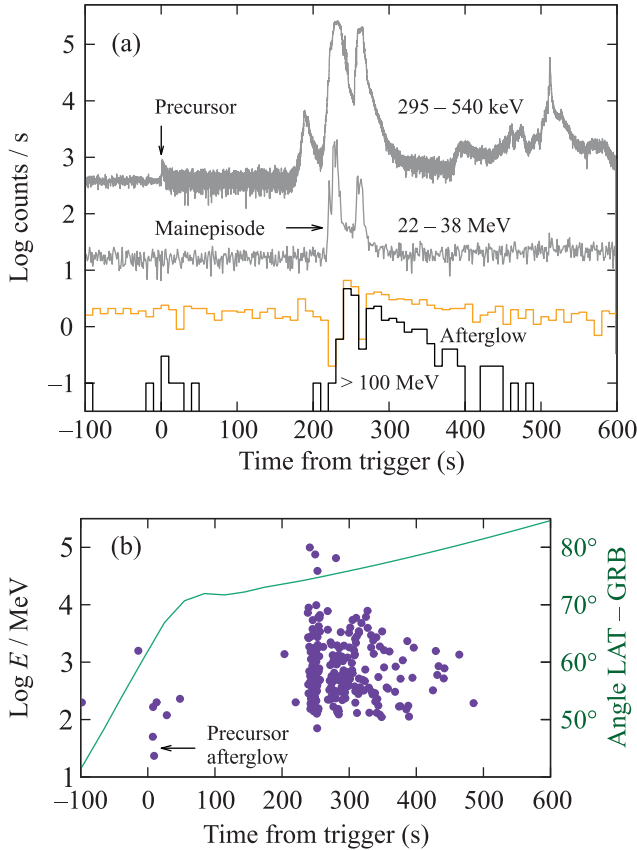 (a)
5
4
3
2
1
0
−1
Log counts / s
Precursor
295 – 540 keV
Mainepisode
22 – 38 MeV
Afterglow
> 100 MeV
−100 0 100 200 300 400 500 600
Time from trigger (s)
(b)
5
4
3
2
1
Log E / MeV
80°
70°
60°
50°
Angle LAT – GRB
Precursor
afterglow
−100 0 100 200 300 400 500 600
Time from trigger (s)